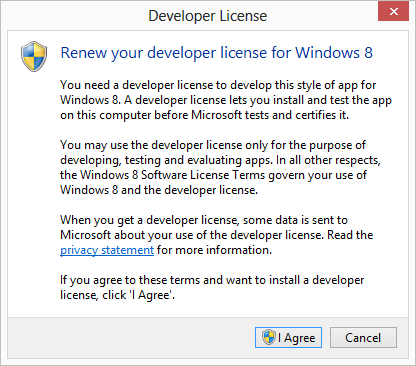 Developer License
Renew your developer license for Windows 8
You need a developer license to develop this style of app for
Windows 8. A developer license lets you install and test the app
on this computer before Microsoft tests and certifies it.
You may use the developer license only for the purpose of
developing, testing and evaluating apps. In all other respects,
the Windows 8 Software License Terms govern your use of
Windows 8 and the developer license.
When you get a developer license, some data is sent to
Microsoft about your use of the developer license. Read the
privacy statement for more information.
If you agree to these terms and want to install a developer
license, click 'I Agree'.
I Agree
Cancel